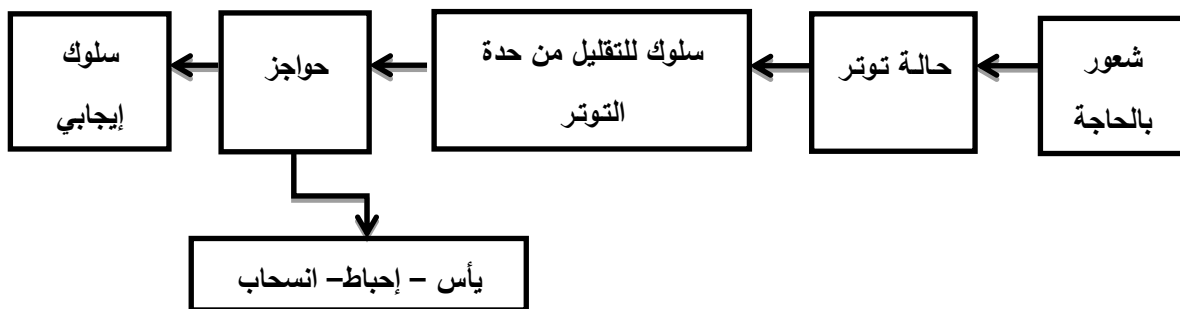 شعور
بالحاجة
حالة توتر
سلوك للتقليل من حدة
التوتر
حواجز
سلوك
إيجابي
يأس – إحباط– انسحاب